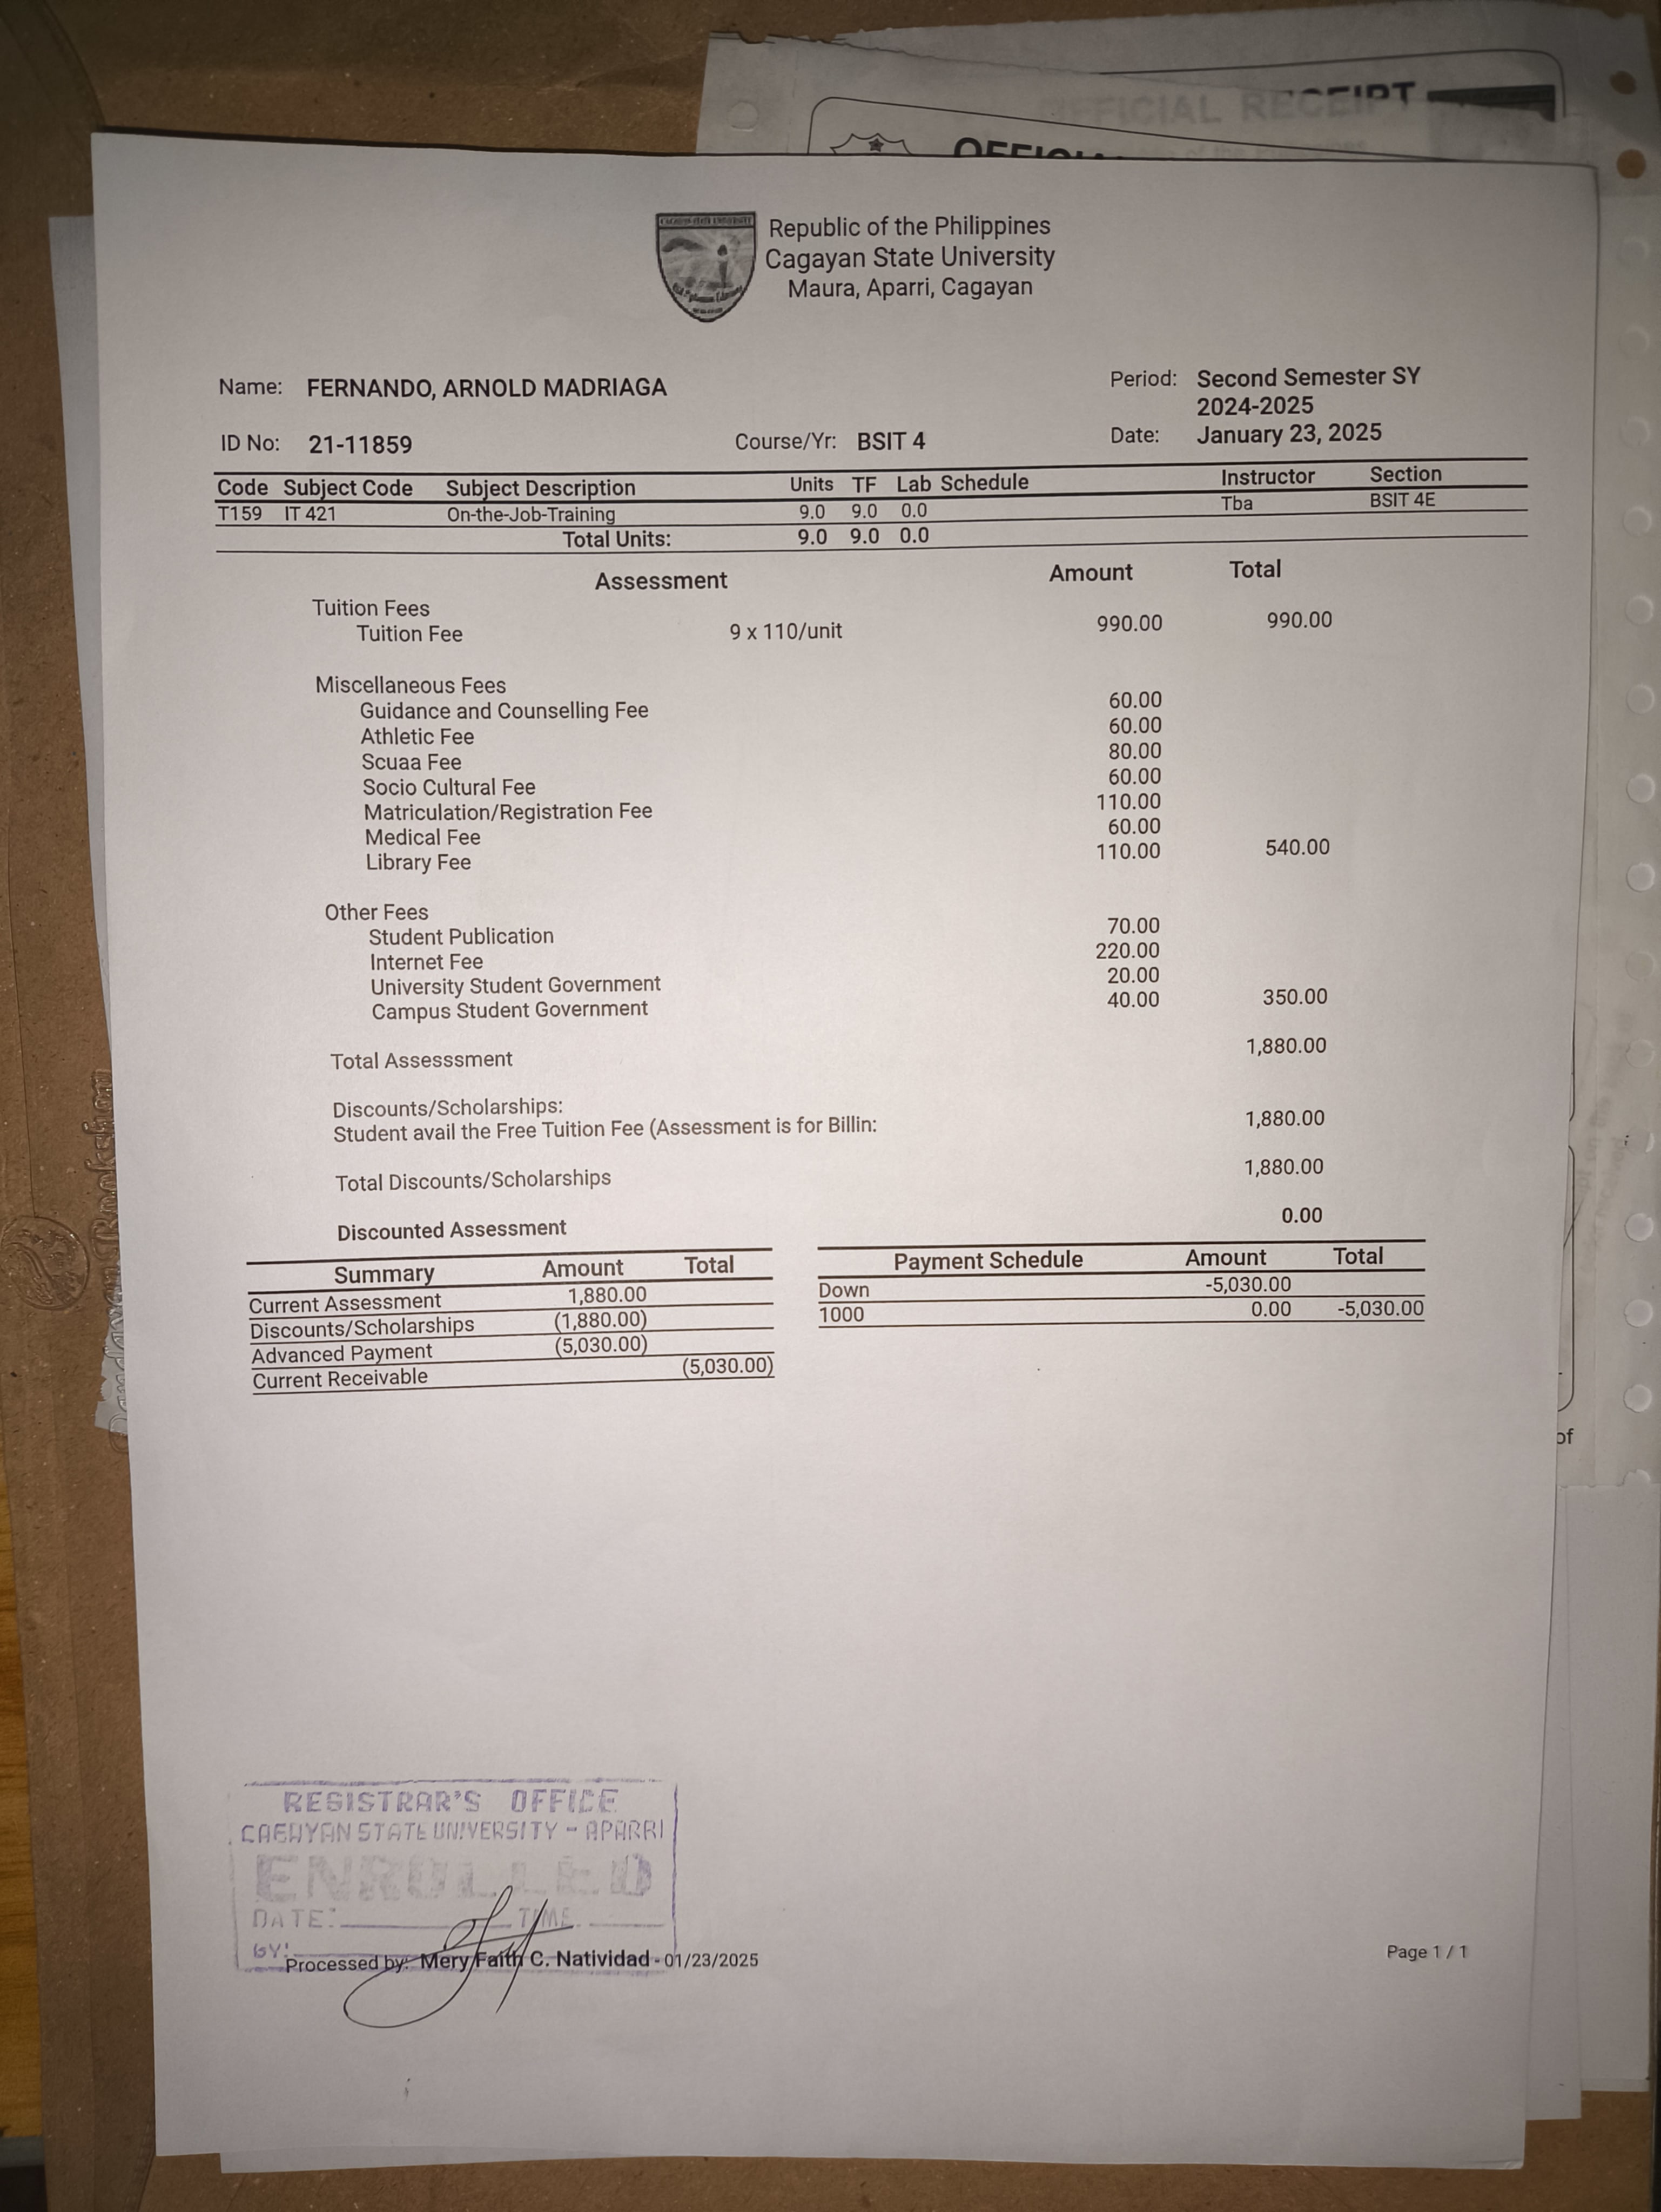 OFFICIAL RECEIPT
Republic of the Philippines
Cagayan State University
Maura, Aparri, Cagayan
Name: FERNANDO, ARNOLD MADRIAGA
Period: Second Semester SY
2024-2025
ID No: 21-11859 Course/Yr: BSIT 4 Date: January 23, 2025
Code Subject Code Subject Description Units TF Lab Schedule Instructor Section
T159 IT 421 On-the-Job-Training 9.0 9.0 0.0 Tba BSIT 4E
Total Units: 9.0 9.0 0.0
Assessment Amount Total
Tuition Fees
Tuition Fee 9 x 110/unit 990.00 990.00
Miscellaneous Fees
Guidance and Counselling Fee 60.00
Athletic Fee 60.00
Scuaa Fee 80.00
Socio Cultural Fee 60.00
Matriculation/Registration Fee 110.00
Medical Fee 60.00
Library Fee 110.00 540.00
Other Fees
Student Publication 70.00
Internet Fee 220.00
University Student Government 20.00
Campus Student Government 40.00 350.00
Total Assesssment 1,880.00
Discounts/Scholarships:
Student avail the Free Tuition Fee (Assessment is for Billin: 1,880.00
Total Discounts/Scholarships 1,880.00
Discounted Assessment 0.00
Summary Amount Total
Current Assessment 1,880.00
Discounts/Scholarships (1,880.00)
Advanced Payment (5,030.00)
Current Receivable (5,030.00)
Payment Schedule Amount Total
Down -5,030.00
1000 0.00 -5,030.00
of
REGISTRAR'S OFFICE
CAGAYAN STATE UNIVERSITY - APARRI
ENROLLED
DATE: TIME
BY:
Processed by: Mery Faith C. Natividad - 01/23/2025
Page 1 / 1